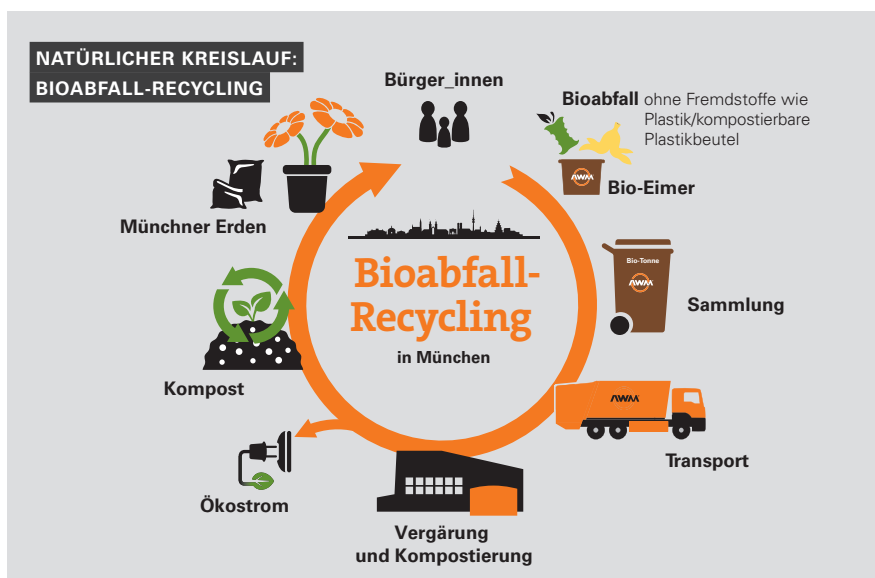 NATÜRLICHER KREISLAUF:
BIOABFALL-RECYCLING
Bürger_innen
Bioabfall ohne Fremdstoffe wie
Plastik/kompostierbare
Plastikbeutel
AWM
Bio-Eimer
Bio-Tonne
AWM
Sammlung
AWM
Transport
Vergärung
und Kompostierung
Ökostrom
Kompost
Münchner Erden
Bioabfall-
Recycling
in München